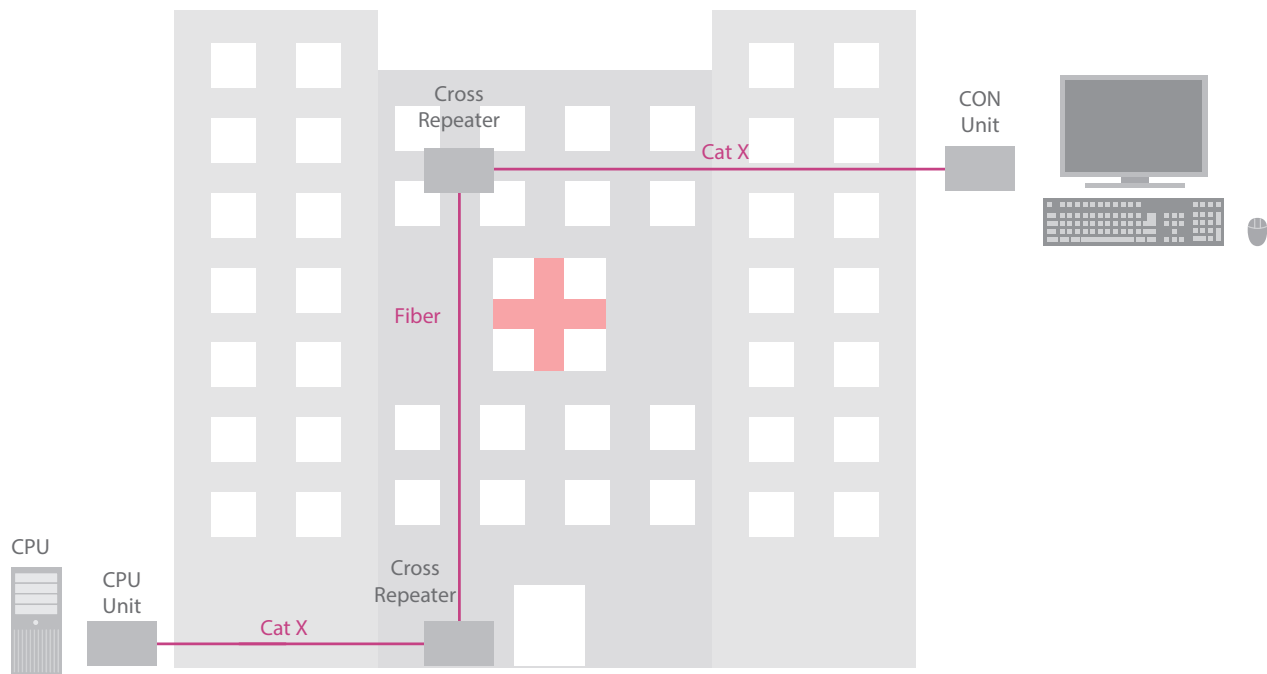 Cross
Repeater
CON
Unit
Cat X
Fiber
CPU
CPU
Unit
Cross
Repeater
Cat X